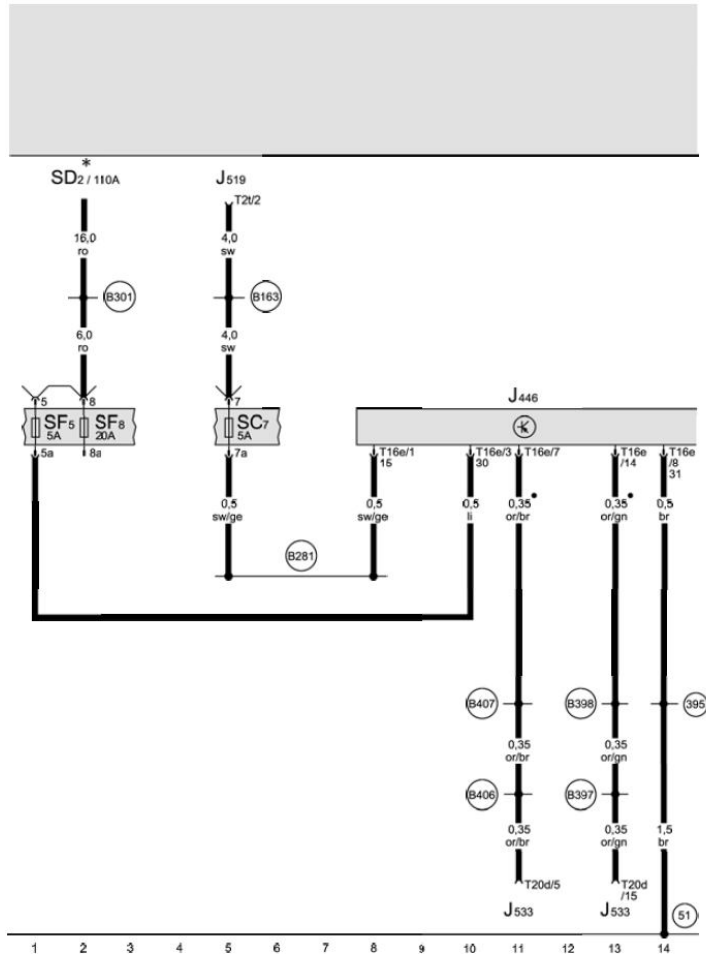 *
SD2 / 110A J519
T2t/2
16,0 4,0
ro sw
B301 B163
6,0 4,0
ro sw
J446
5 8 7
SF5 SF8 SC7
5A 20A 5A
5a 8a 7a T16e/1 T16e/3 T16e/7 T16e T16e
15 30 /14 /8
31
0,5 0,5 0,5 0,35 0,35 0,5
sw/ge sw/ge li or/br or/gn br
B281
B407 B398 395
0,35 0,35
or/br or/gn
B406 B397
0,35 0,35 1,5
or/br or/gn br
T20d/5 T20d
/15
J533 J533 51
1 2 3 4 5 6 7 8 9 10 11 12 13 14